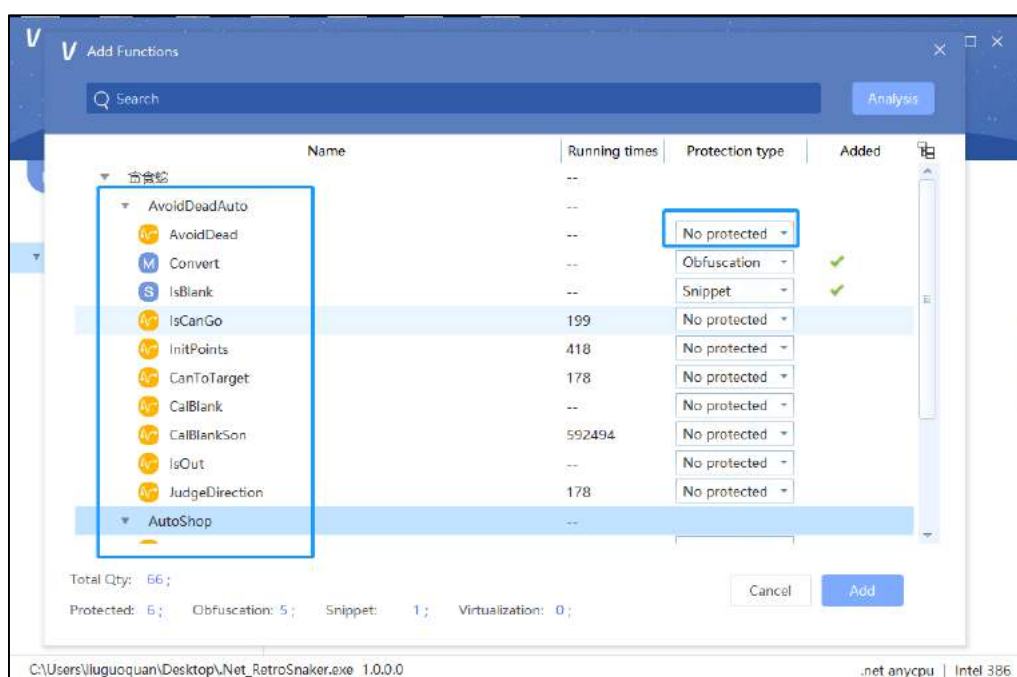 V
V Add Functions
Search
Analysis
Name Running times Protection type Added
贪食蛇 --
AvoidDeadAuto --
AvoidDead -- No protected
M Convert -- Obfuscation
S IsBlank -- Snippet
IsCanGo 199 No protected
InitPoints 418 No protected
CanToTarget 178 No protected
CalBlank -- No protected
CalBlankSon 592494 No protected
IsOut -- No protected
JudgeDirection 178 No protected
AutoShop --
Total Qty: 66 ;
Cancel Add
Protected: 6 ; Obfuscation: 5 ; Snippet: 1 ; Virtualization: 0 ;
C:\Users\liuguoquan\Desktop\.Net_RetroSnaker.exe 1.0.0.0 .net anycpu | Intel 386